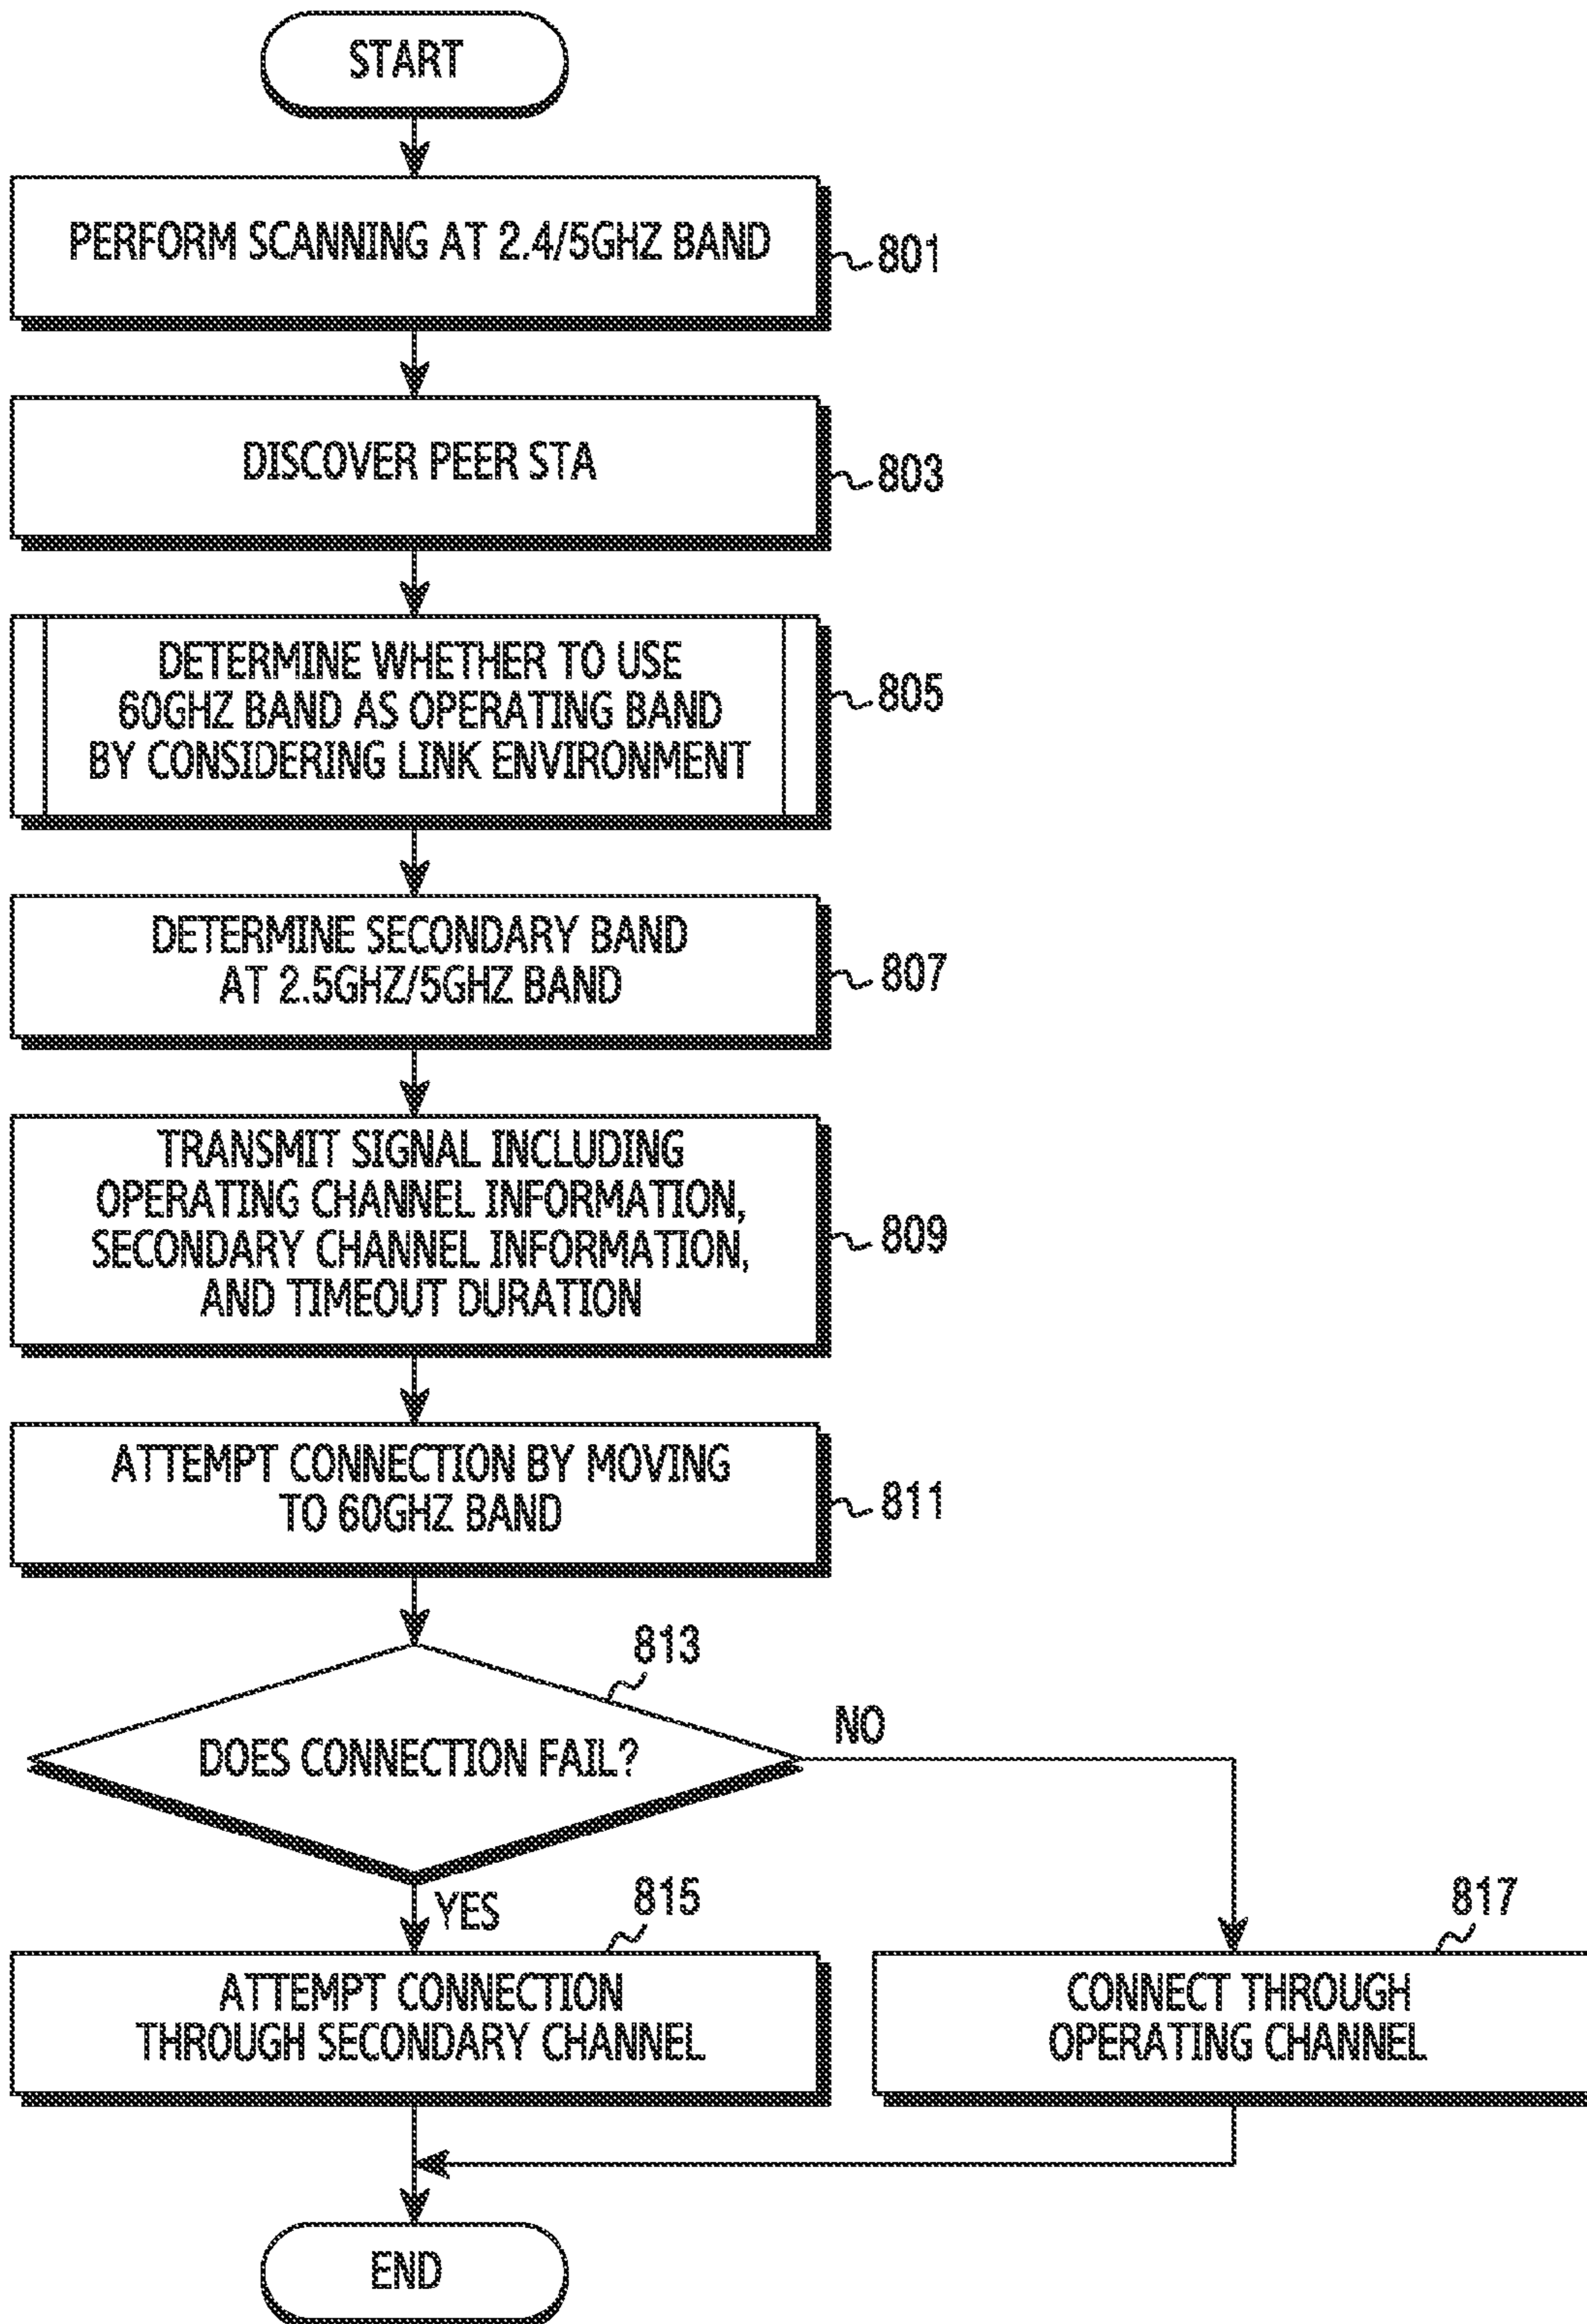 START
PERFORM SCANNING AT 2.4/5GHZ BAND
801
DISCOVER PEER STA
803
DETERMINE WHETHER TO USE
60GHZ BAND AS OPERATING BAND
BY CONSIDERING LINK ENVIRONMENT
805
DETERMINE SECONDARY BAND
AT 2.5GHZ/5GHZ BAND
807
TRANSMIT SIGNAL INCLUDING
OPERATING CHANNEL INFORMATION,
SECONDARY CHANNEL INFORMATION,
AND TIMEOUT DURATION
809
ATTEMPT CONNECTION BY MOVING
TO 60GHZ BAND
811
813
DOES CONNECTION FAIL?
NO
YES
815
817
ATTEMPT CONNECTION
THROUGH SECONDARY CHANNEL
CONNECT THROUGH
OPERATING CHANNEL
END